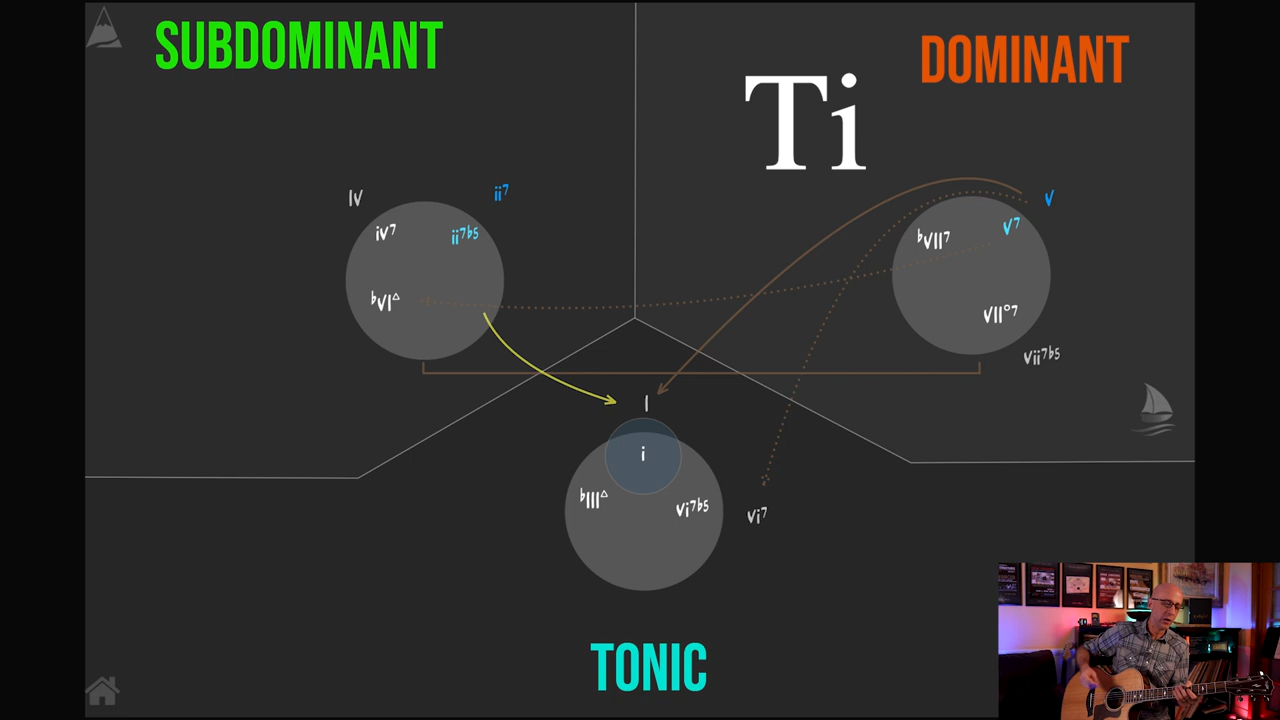 SUBDOMINANT
DOMINANT
Ti
IV
ii⁷
V
iv⁷
ii⁷♭⁵
♭VII⁷
V⁷
♭VI△
VII°⁷
vii⁷♭⁵
I
i
♭III△
vi⁷♭⁵
vi⁷
TONIC